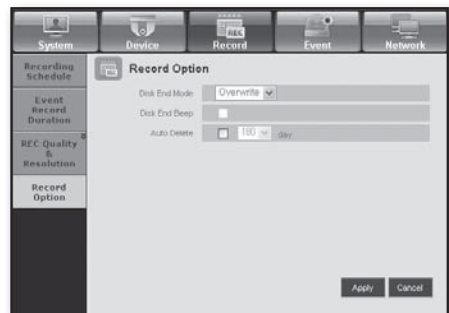 System Device Record Event Network
REC
Recording
Schedule
Event
Record
Duration
REC Quality
&
Resolution
Record
Option
Record Option
Disk End Mode Overwrite
Disk End Beep
Auto Delete 180 day
Apply Cancel